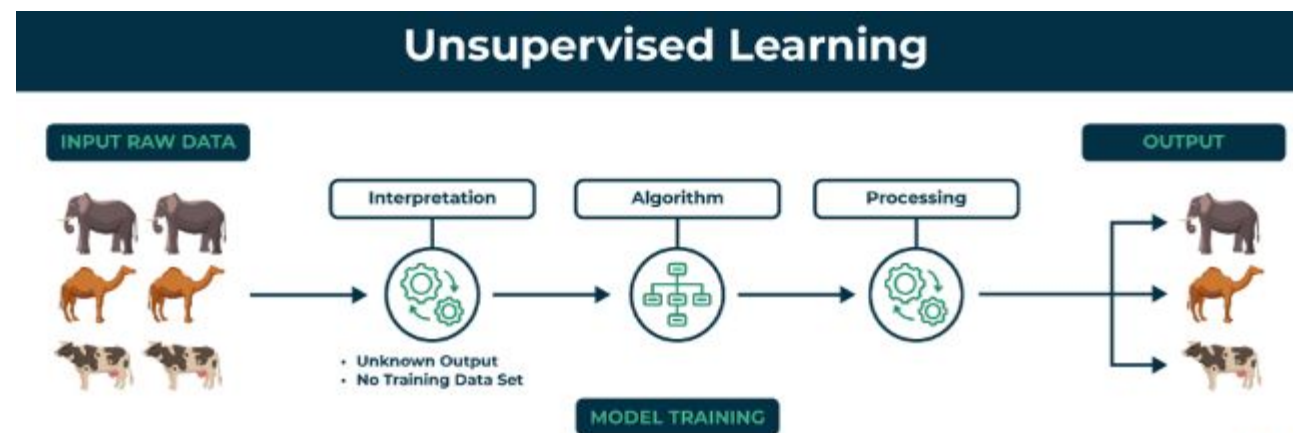 Unsupervised Learning
INPUT RAW DATA
OUTPUT
Interpretation
Algorithm
Processing
• Unknown Output
• No Training Data Set
MODEL TRAINING